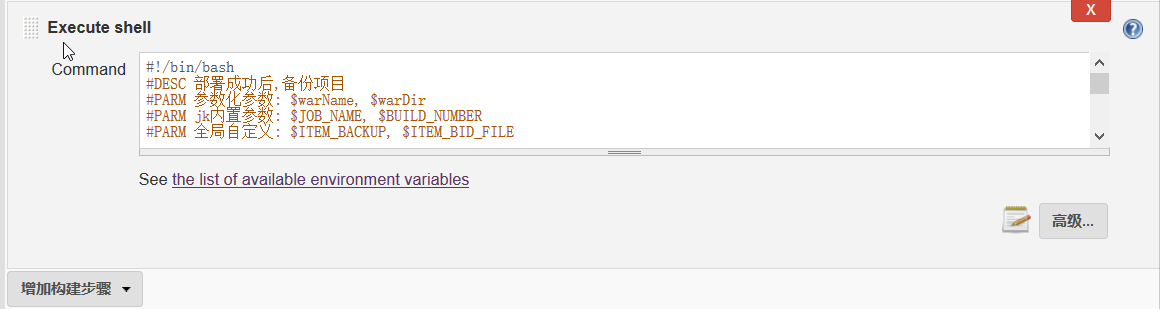 X
Execute shell
?
Command
#!/bin/bash
#DESC 部署成功后,备份项目
#PARM 参数化参数: $warName, $warDir
#PARM jk内置参数: $JOB_NAME, $BUILD_NUMBER
#PARM 全局自定义: $ITEM_BACKUP, $ITEM_BID_FILE
See the list of available environment variables
高级...
增加构建步骤